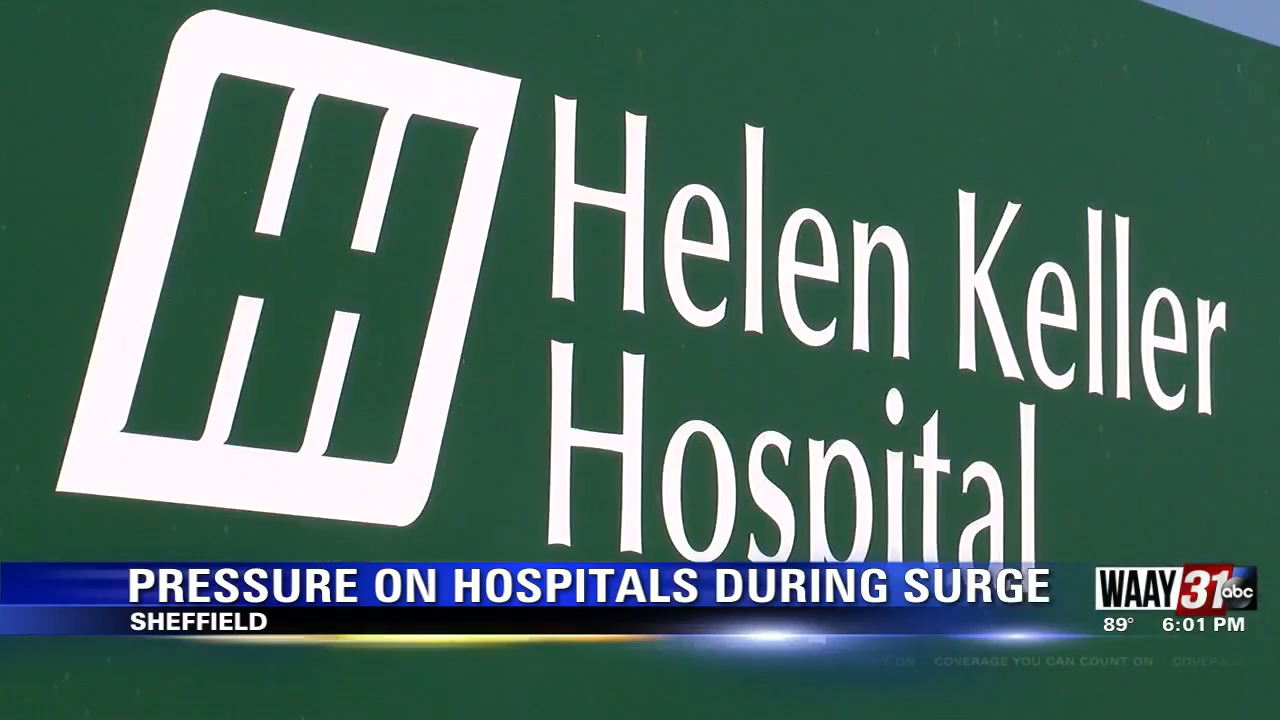 Helen Keller
Hospital
PRESSURE ON HOSPITALS DURING SURGE
SHEFFIELD
WAAY 31 abc
89° 6:01 PM
ON COVERAGE YOU CAN COUNT ON